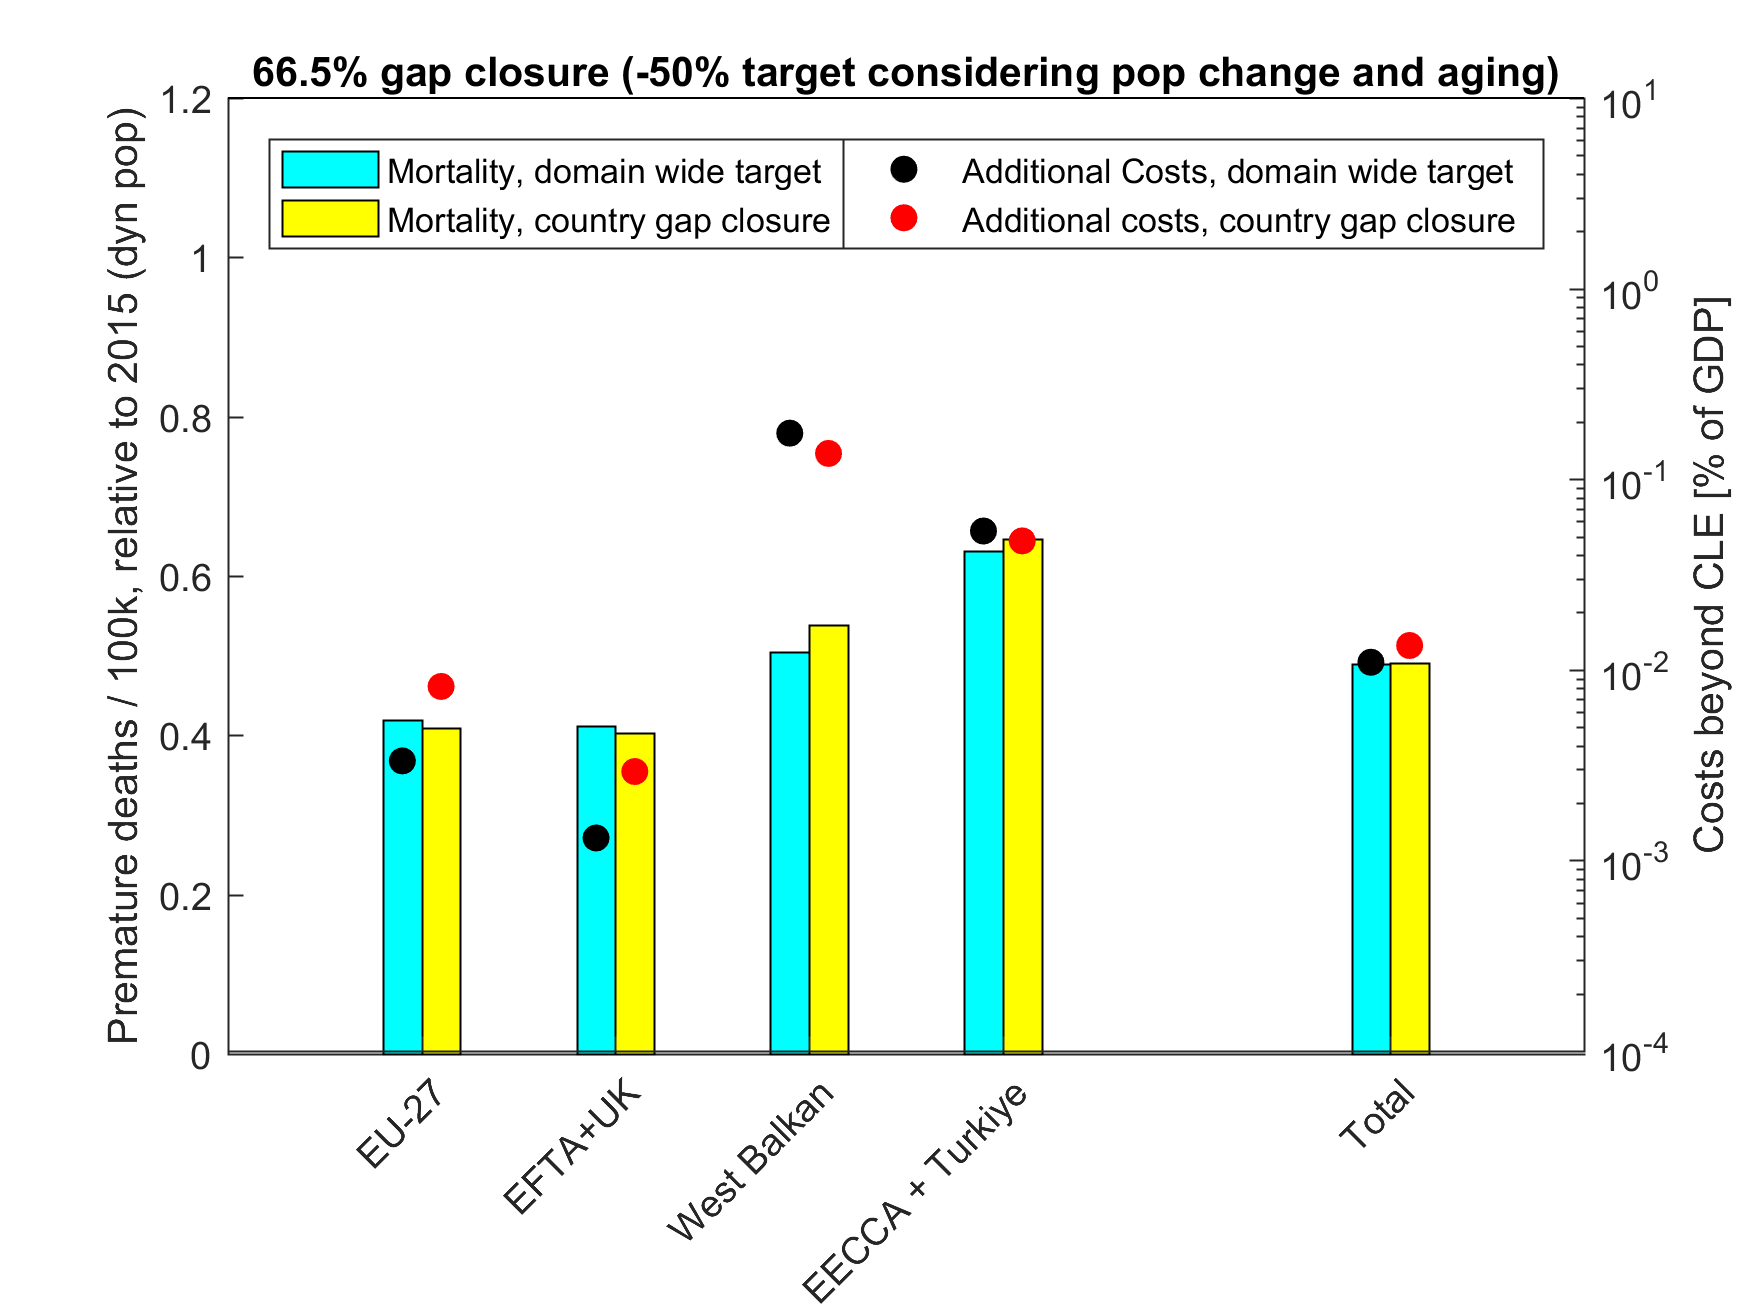 66.5% gap closure (-50% target considering pop change and aging)
Mortality, domain wide target
Mortality, country gap closure
Additional Costs, domain wide target
Additional costs, country gap closure
Premature deaths / 100k, relative to 2015 (dyn pop)
1.2
1
0.8
0.6
0.4
0.2
0
10^1
10^0
10^-1
10^-2
10^-3
10^-4
Costs beyond CLE [% of GDP]
EU-27
EFTA+UK
West Balkan
EECCA + Turkiye
Total